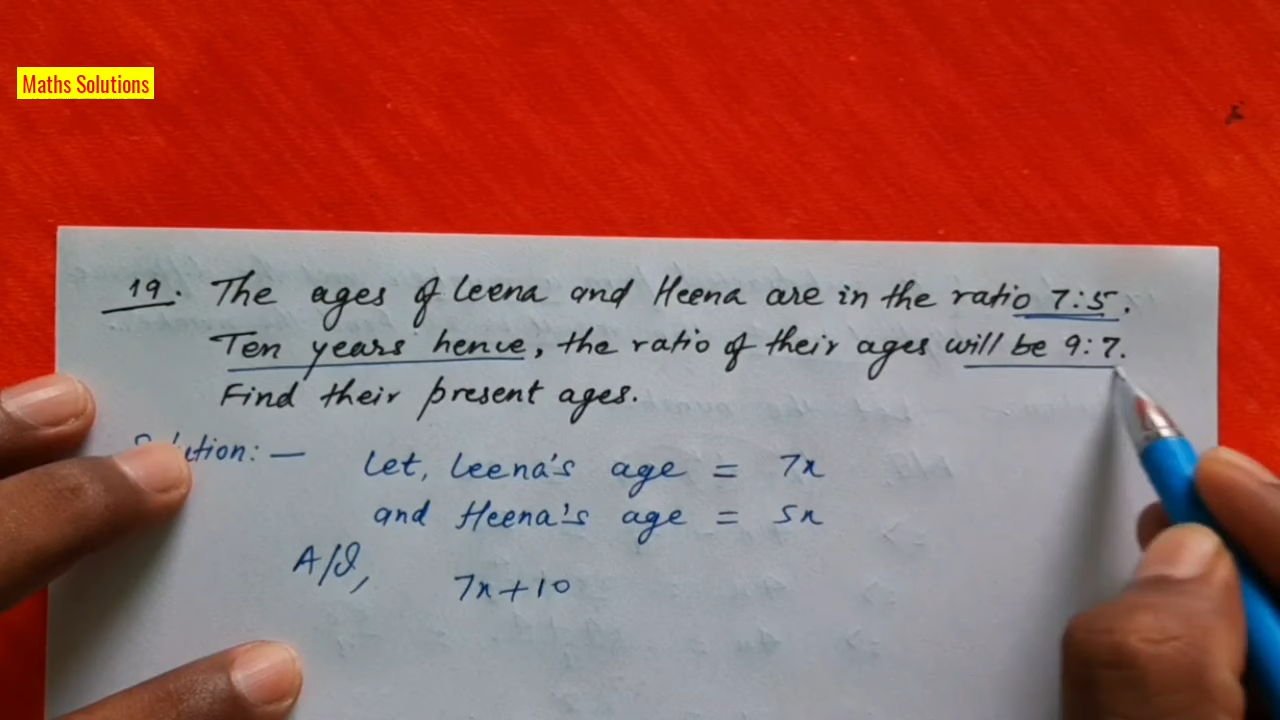 Maths Solutions
19. The ages of Leena and Heena are in the ratio 7:5.
Ten years hence, the ratio of their ages will be 9:7.
Find their present ages.
Let, Leena's age = 7x
and Heena's age = 5x
A/Q,
7x+10